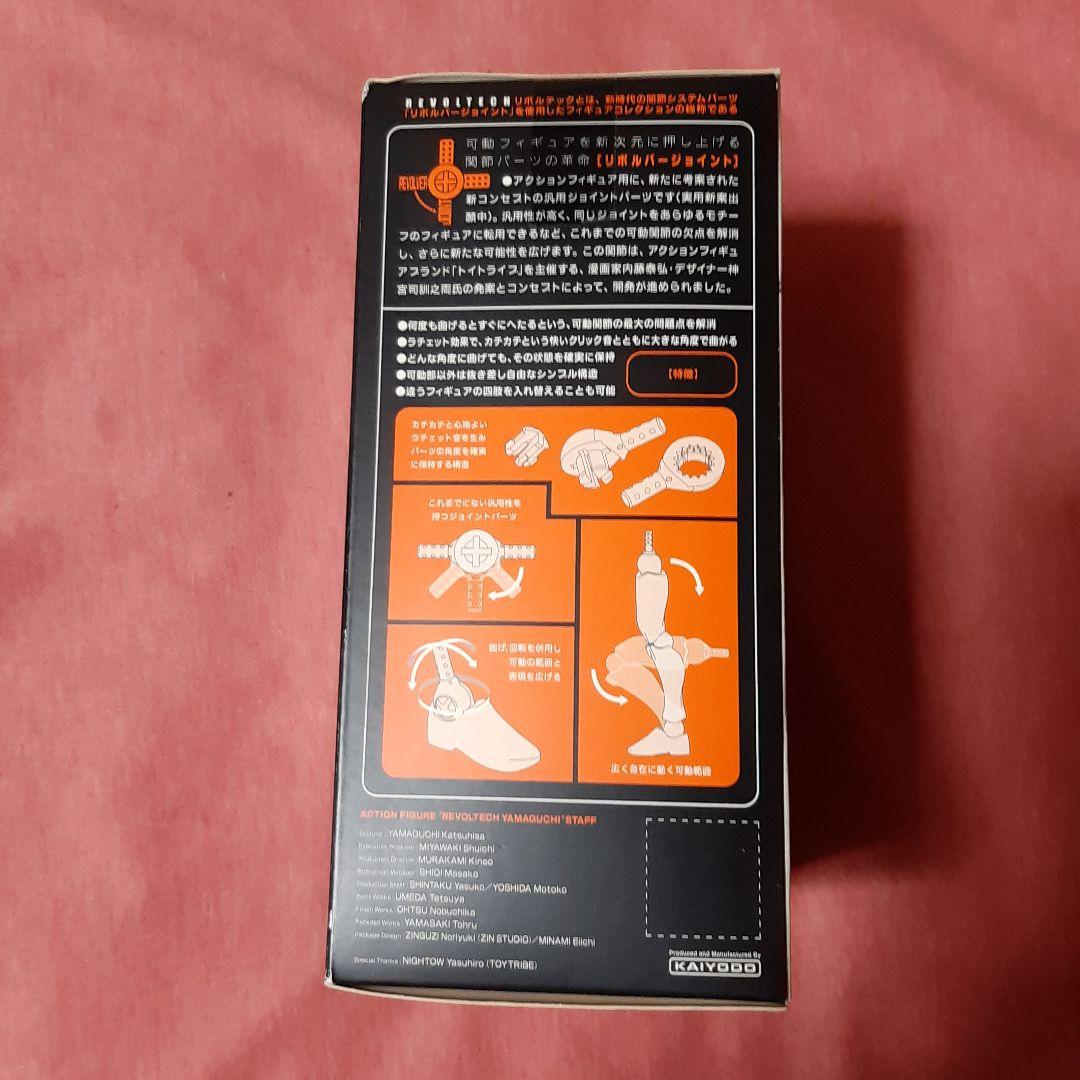 REVOLTECH リボルテックとは、新時代の関節システムパーツ
「リボルバージョイント」を使用したフィギュアコレクションの総称である
可動フィギュアを新次元に押し上げる
関節パーツの革命【リボルバージョイント】
REVOLVER
JOINT
●アクションフィギュア用に、新たに考案された
新コンセプトの汎用ジョイントパーツです(実用新案出
願中)。汎用性が高く、同じジョイントをあらゆるモチー
フのフィギュアに転用できるなど、これまでの可動関節の欠点を解消
し、さらに新たな可能性を広げます。この関節は、アクションフィギュ
アブランド「トイトライブ」を主催する、漫画家内藤泰弘・デザイナー神
宮司訓之両氏の発案とコンセプトによって、開発が進められました。
●何度も曲げるとすぐにへたるという、可動関節の最大の問題点を解消
●ラチェット効果で、カチカチという快いクリック音とともに大きな角度で曲がる
●どんな角度に曲げても、その状態を確実に保持
●可動部以外は抜き差し自由なシンプル構造
●違うフィギュアの四肢を入れ替えることも可能
【特徴】
カチカチと心地よい
ラチェット音を生み
パーツの角度を確実
に保持する構造
これまでにない汎用性を
持つジョイントパーツ
曲げ、回転を併用し
可動の範囲と
表現を広げる
広く自在に動く可動範囲
ACTION FIGURE "REVOLTECH YAMAGUCHI" STAFF
Sculptor: YAMAGUCHI Katsuhisa
Executive Producer: MIYAWAKI Shuichi
Production Director: MURAKAMI Kineo
Production Manager: SHIOI Masako
Production Staff: SHINTAKU Yasuko/YOSHIDA Motoko
Paint Works: UMEDA Tetsuya
Finish Works: OHTSU Nobuchika
Package Works: YAMASAKI Tohru
Package Design: ZINGUZI Noriyuki (ZIN STUDIO)/MINAMI Eiichi
Special Thanks: NIGHTOW Yasuhiro (TOYTRIBE)
Produced and Manufactured By
KAIYODO